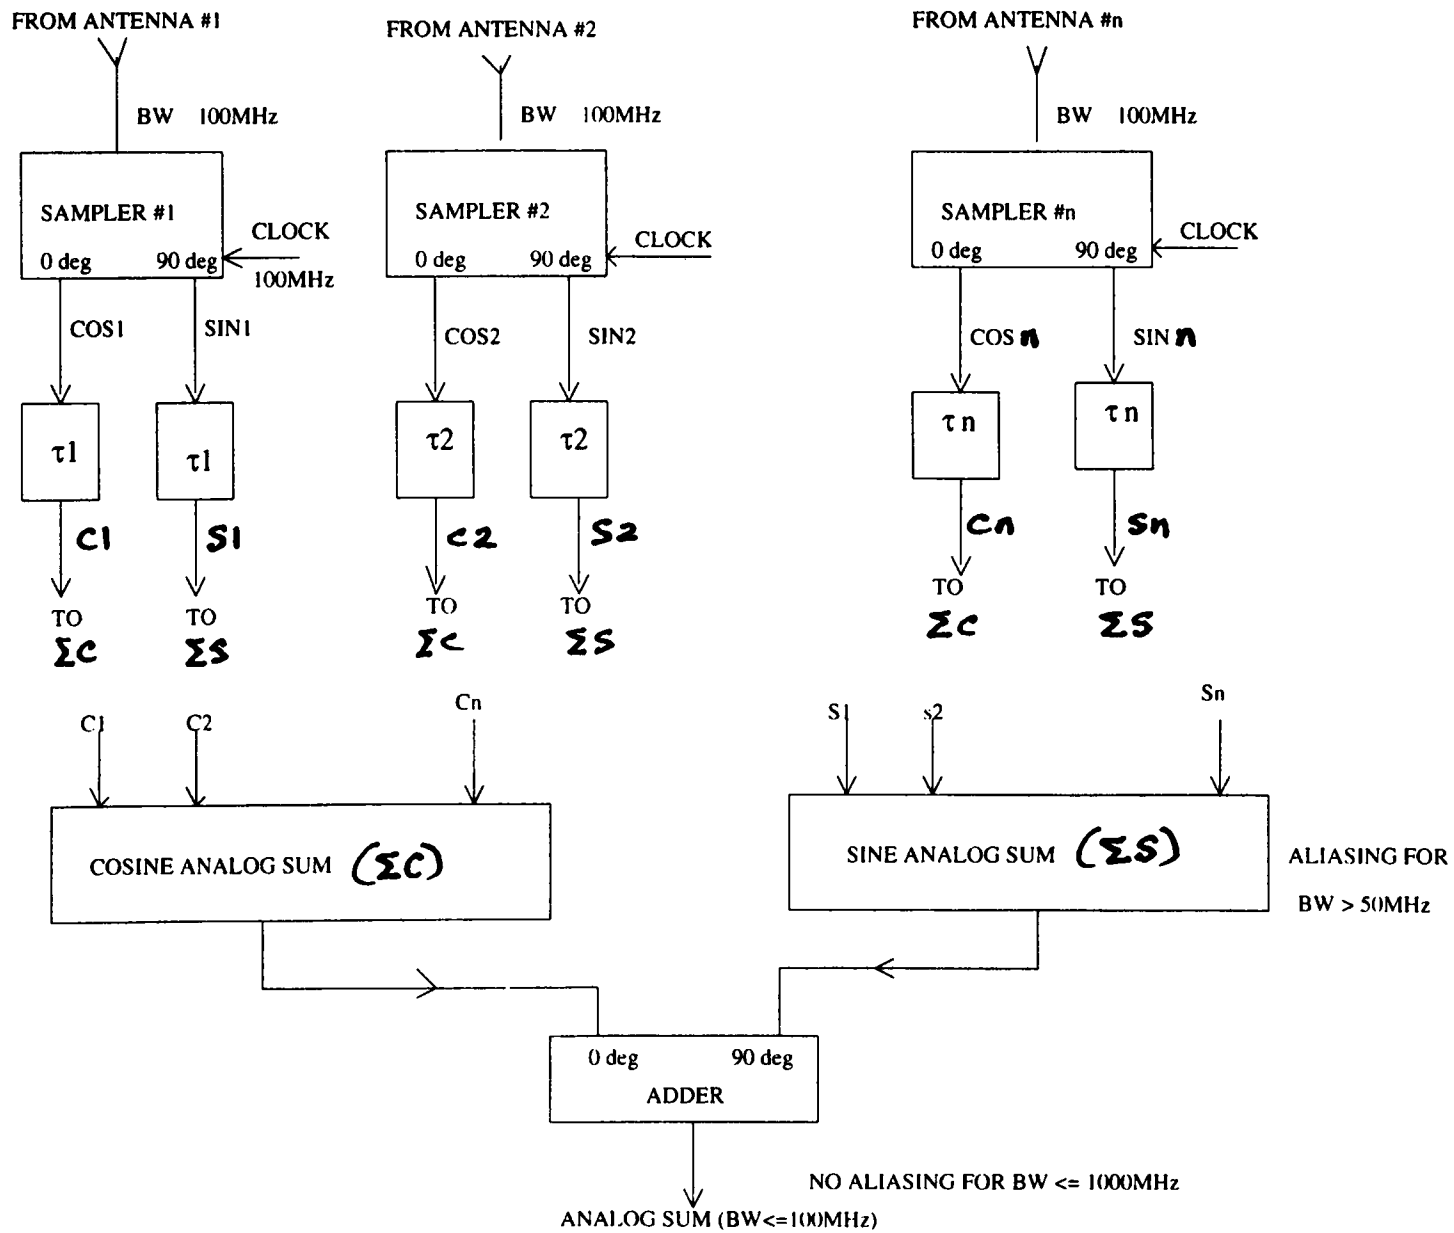 FROM ANTENNA #1
FROM ANTENNA #2
FROM ANTENNA #n
BW 100MHz
BW 100MHz
BW 100MHz
SAMPLER #1
0 deg 90 deg
CLOCK
100MHz
SAMPLER #2
0 deg 90 deg
CLOCK
SAMPLER #n
0 deg 90 deg
CLOCK
COS1
SIN1
COS2
SIN2
COS n
SIN n
τ1
τ1
τ2
τ2
τn
τn
C1
S1
C2
S2
Cn
Sn
TO
ΣC
TO
ΣS
TO
ΣC
TO
ΣS
TO
ΣC
TO
ΣS
C1
C2
Cn
S1
s2
Sn
COSINE ANALOG SUM (ΣC)
SINE ANALOG SUM (ΣS)
ALIASING FOR
BW > 50MHz
0 deg 90 deg
ADDER
NO ALIASING FOR BW <= 1000MHz
ANALOG SUM (BW<=100MHz)